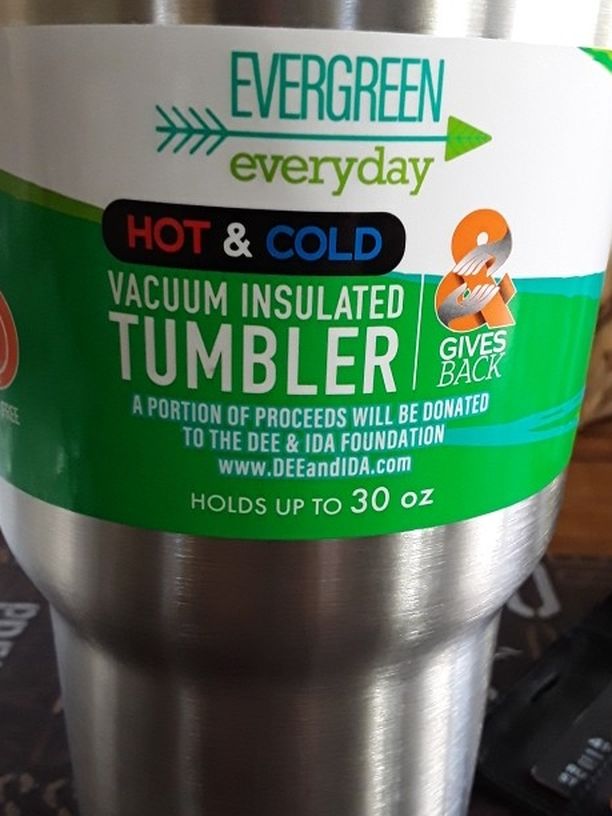 EVERGREEN
everyday
HOT & COLD
VACUUM INSULATED
TUMBLER
&
GIVES
BACK
A PORTION OF PROCEEDS WILL BE DONATED
TO THE DEE & IDA FOUNDATION
www.DEEandIDA.com
HOLDS UP TO 30 oz
FREE